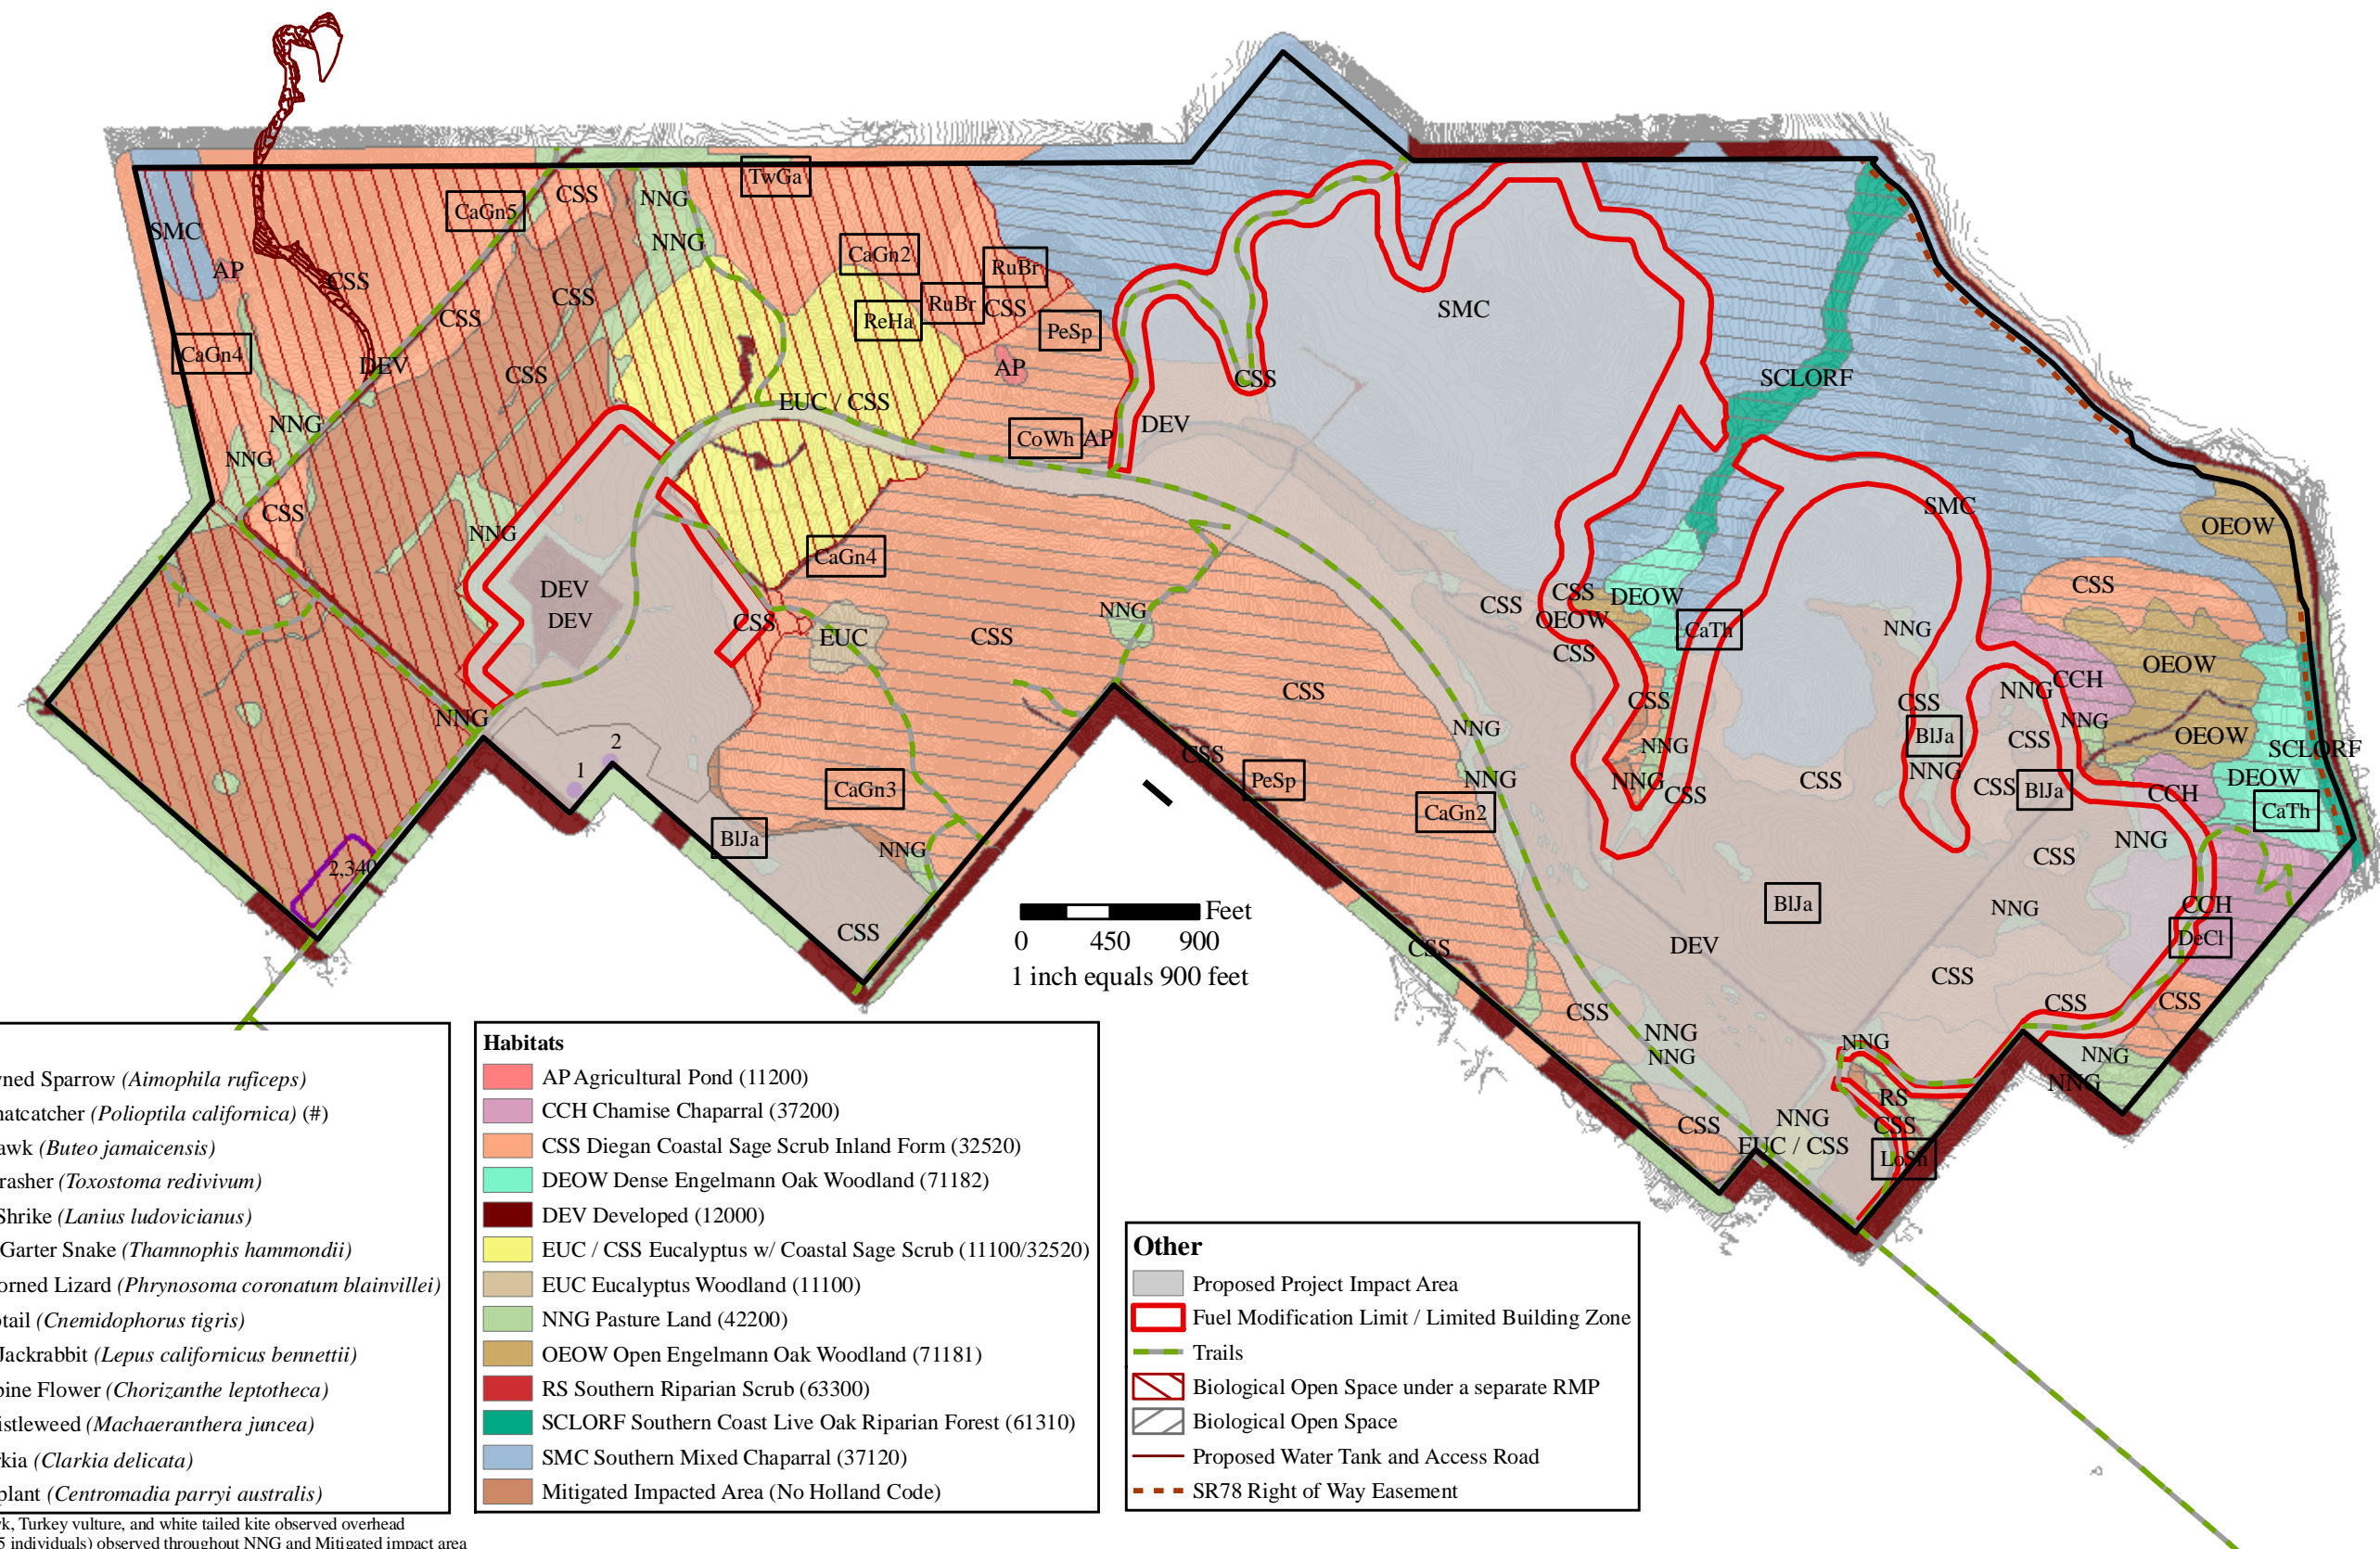 TwGa
CSS
NNG
CaGn5
SMC
NNG
CaGn2
RuBr
AP
CSS
CSS
RuBr
CSS
SMC
CSS
ReHa
PeSp
CaGn4
DEV
CSS
AP
CSS
SCLORF
EUC / CSS
NNG
CoWh
AP
DEV
NNG
CSS
NNG
SMC
OEOW
CaGn4
DEV
DEV
CSS
EUC
CSS
NNG
CSS
CSS
OEOW
CSS
DEOW
CaTh
NNG
CSS
OEOW
CSS
CSS
NNG
CCH
NNG
2
1
NNG
CSS
NNG
CSS
BlJa
NNG
CSS
OEOW
SCLORF
CaGn3
PeSp
NNG
CaGn2
NNG
CSS
CSS
NNG
CSS
BlJa
CCH
DEOW
CaTh
BlJa
NNG
NNG
CSS
2,340
BlJa
NNG
CCH
CSS
CSS
DEV
CSS
DeCl
CSS
CSS
CSS
NNG
NNG
NNG
NNG
NNG
RS
CSS
CSS
NNG
EUC / CSS
LoSh
Feet
0 450 900
1 inch equals 900 feet
ned Sparrow (Aimophila ruficeps)
natcatcher (Polioptila californica) (#)
awk (Buteo jamaicensis)
rasher (Toxostoma redivivum)
Shrike (Lanius ludovicianus)
Garter Snake (Thamnophis hammondii)
orned Lizard (Phrynosoma coronatum blainvillei)
tail (Cnemidophorus tigris)
Jackrabbit (Lepus californicus bennettii)
pine Flower (Chorizanthe leptotheca)
istleweed (Machaeranthera juncea)
rkia (Clarkia delicata)
plant (Centromadia parryi australis)
k, Turkey vulture, and white tailed kite observed overhead
5 individuals) observed throughout NNG and Mitigated impact area
Habitats
AP Agricultural Pond (11200)
CCH Chamise Chaparral (37200)
CSS Diegan Coastal Sage Scrub Inland Form (32520)
DEOW Dense Engelmann Oak Woodland (71182)
DEV Developed (12000)
EUC / CSS Eucalyptus w/ Coastal Sage Scrub (11100/32520)
EUC Eucalyptus Woodland (11100)
NNG Pasture Land (42200)
OEOW Open Engelmann Oak Woodland (71181)
RS Southern Riparian Scrub (63300)
SCLORF Southern Coast Live Oak Riparian Forest (61310)
SMC Southern Mixed Chaparral (37120)
Mitigated Impacted Area (No Holland Code)
Other
Proposed Project Impact Area
Fuel Modification Limit / Limited Building Zone
Trails
Biological Open Space under a separate RMP
Biological Open Space
Proposed Water Tank and Access Road
SR78 Right of Way Easement